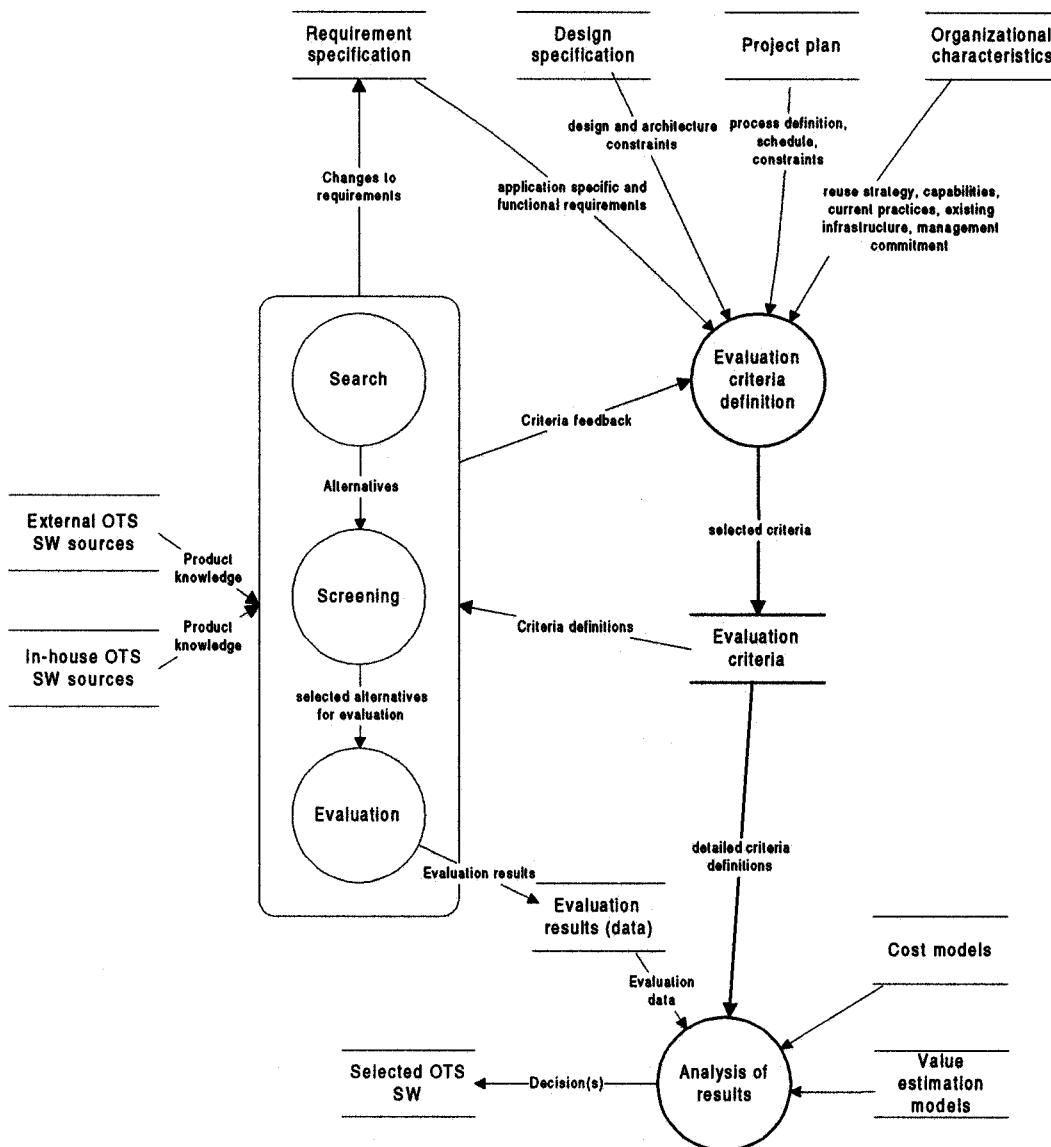 Requirement
specification
Design
specification
Project plan
Organizational
characteristics
design and architecture
constraints
process definition,
schedule,
constraints
Changes to
requirements
application specific and
functional requirements
reuse strategy, capabilities,
current practices, existing
infrastructure, management
commitment
Search
Evaluation
criteria
definition
Criteria feedback
Alternatives
External OTS
SW sources
Product
knowledge
selected criteria
Screening
Product
knowledge
Criteria definitions
Evaluation
criteria
In-house OTS
SW sources
selected alternatives
for evaluation
Evaluation
detailed criteria
definitions
Evaluation results
Evaluation
results (data)
Cost models
Evaluation
data
Selected OTS
SW
Decision(s)
Analysis of
results
Value
estimation
models